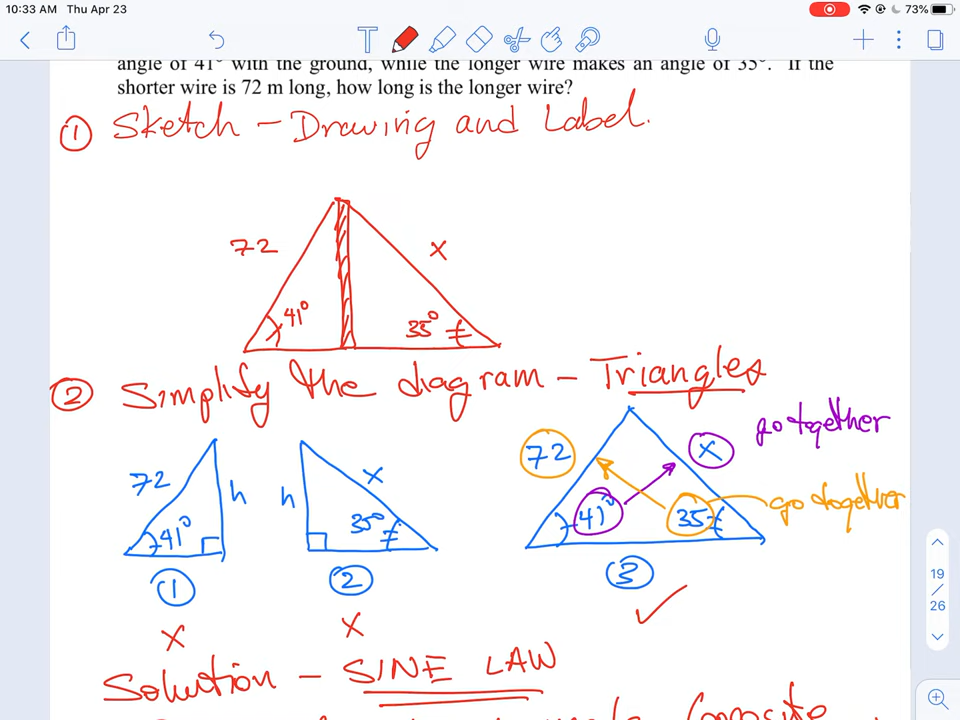 10:33 AM Thu Apr 23
73%
T
angle of 41° with the ground, while the longer wire makes an angle of 35°. If the
shorter wire is 72 m long, how long is the longer wire?
① Sketch - Drawing and Label.
72
x
41°
35°
② Simplify the diagram - Triangles
go together
72
h
h
x
72
x
41°
35°
41°
35
go together
①
②
③
19
/
26
x
x
Solution - SINE LAW